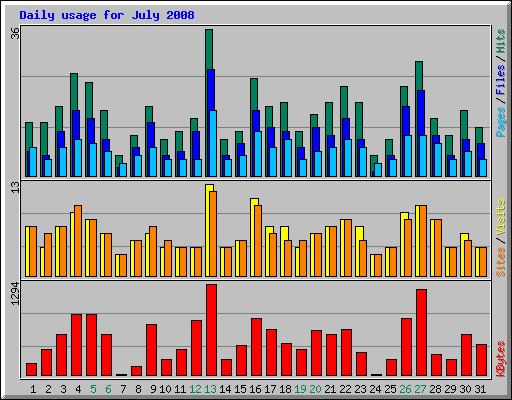 Daily usage for July 2008
36
Pages / Files / Hits
13
Sites / Visits
1294
KBytes
1 2 3 4 5 6 7 8 9 10 11 12 13 14 15 16 17 18 19 20 21 22 23 24 25 26 27 28 29 30 31